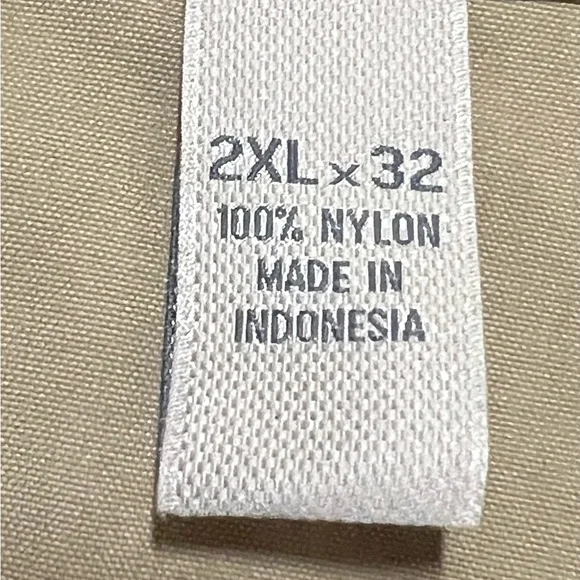 2XL x 32
100% NYLON
MADE IN
INDONESIA